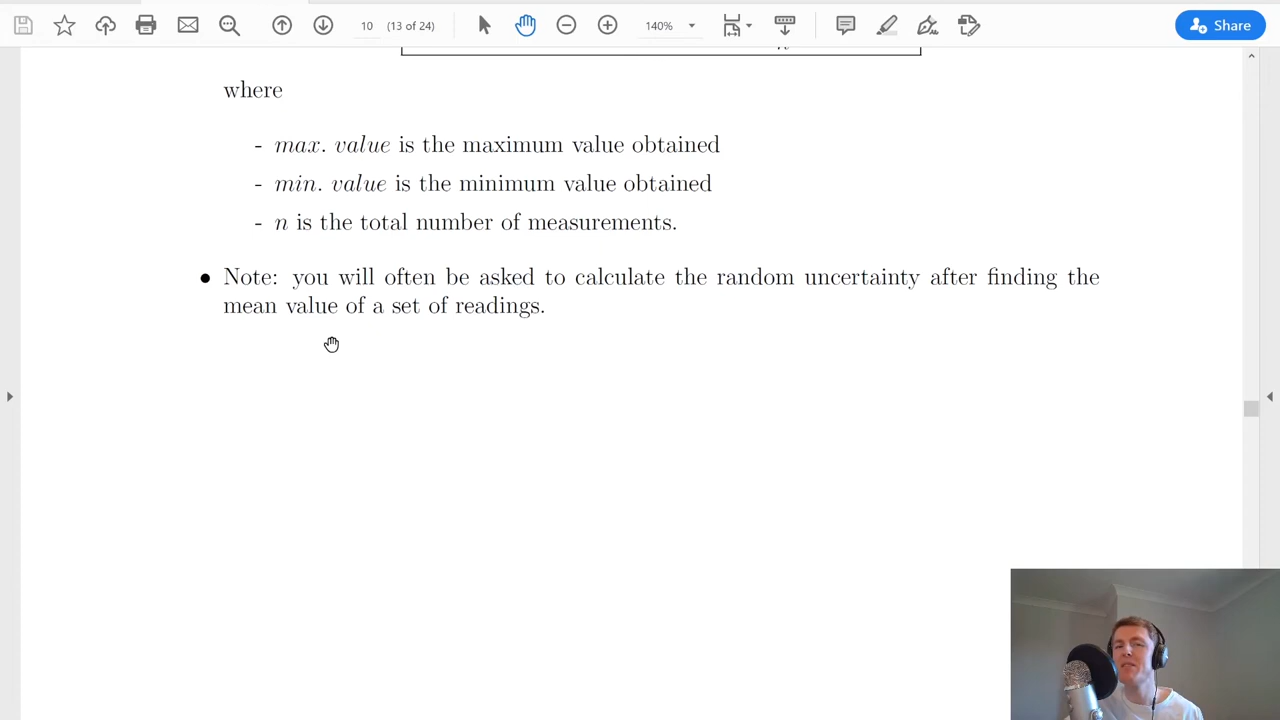 10 (13 of 24) 140% Share
where
- max. value is the maximum value obtained
- min. value is the minimum value obtained
- n is the total number of measurements.
• Note: you will often be asked to calculate the random uncertainty after finding the
mean value of a set of readings.